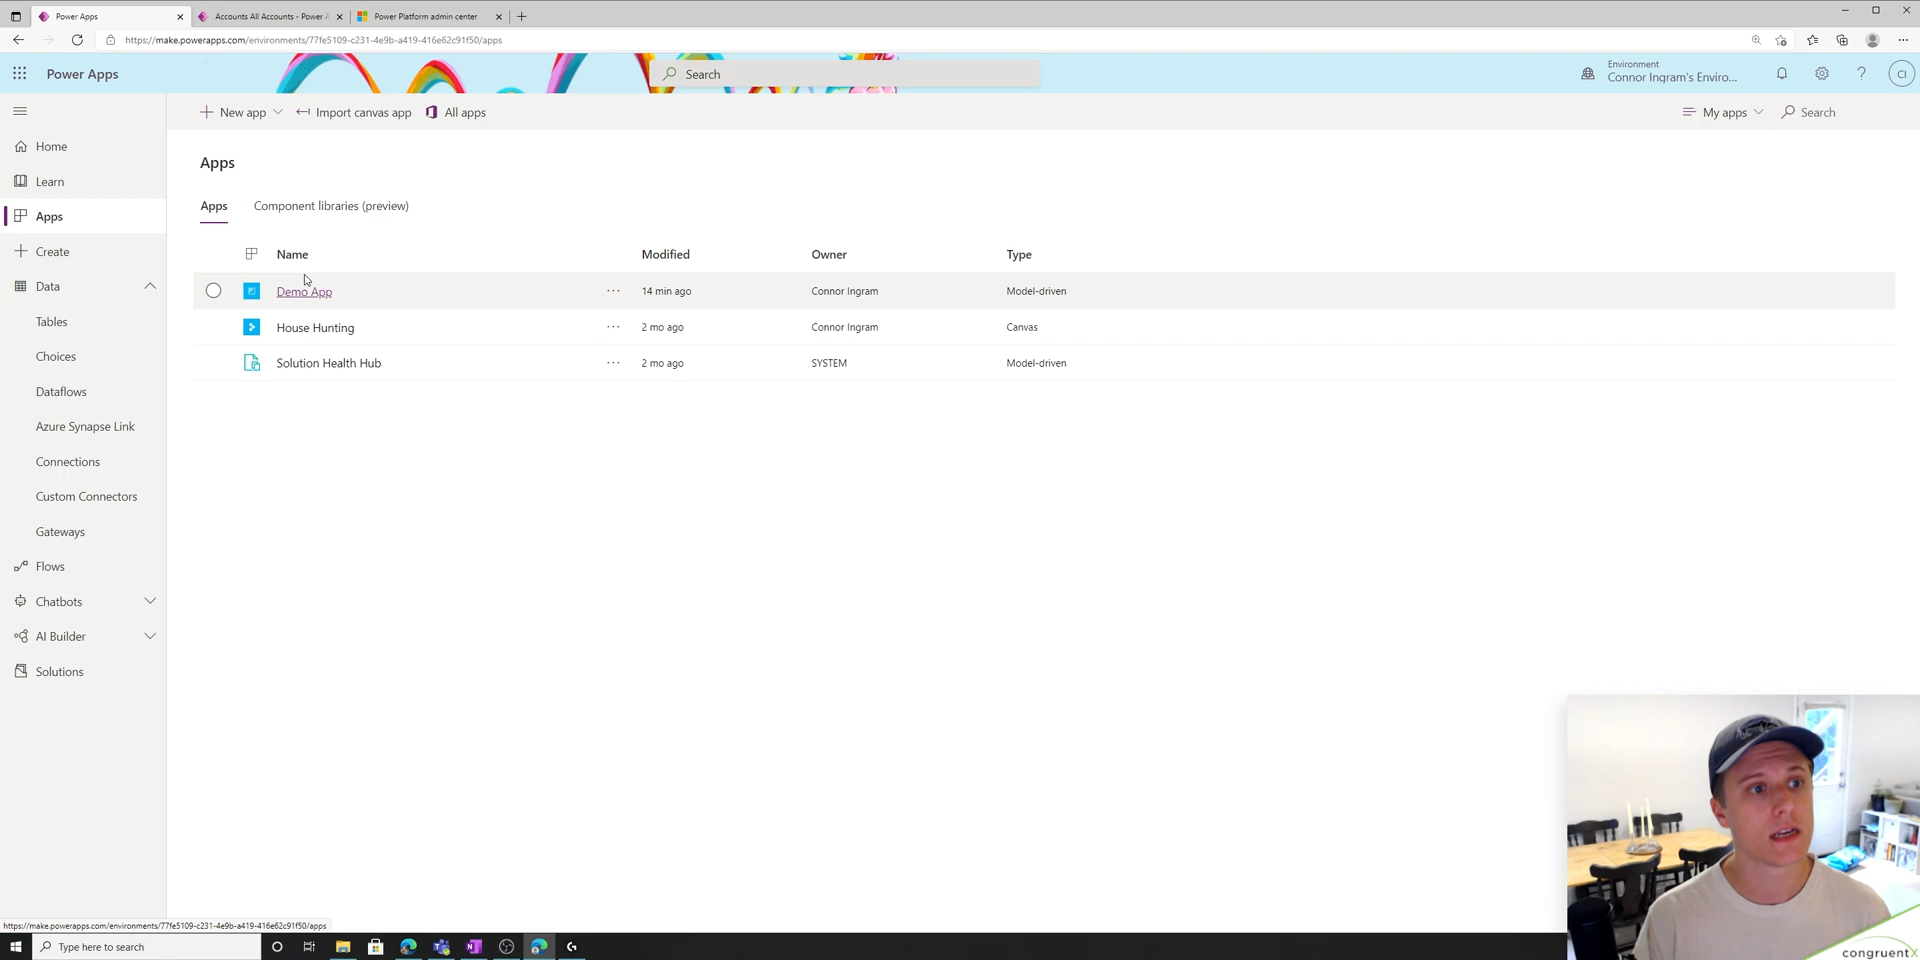 Power Apps
Accounts All Accounts - Power A
Power Platform admin center
https://make.powerapps.com/environments/77fe5109-c231-4e9b-a419-416e62c91f50/apps
Power Apps
Search
Environment
Connor Ingram's Enviro...
CI
New app
Import canvas app
All apps
My apps
Search
Home
Learn
Apps
Create
Data
Tables
Choices
Dataflows
Azure Synapse Link
Connections
Custom Connectors
Gateways
Flows
Chatbots
AI Builder
Solutions
Apps
Apps
Component libraries (preview)
Name
Modified
Owner
Type
Demo App
14 min ago
Connor Ingram
Model-driven
House Hunting
2 mo ago
Connor Ingram
Canvas
Solution Health Hub
2 mo ago
SYSTEM
Model-driven
https://make.powerapps.com/environments/77fe5109-c231-4e9b-a419-416e62c91f50/apps
Type here to search
congruentX